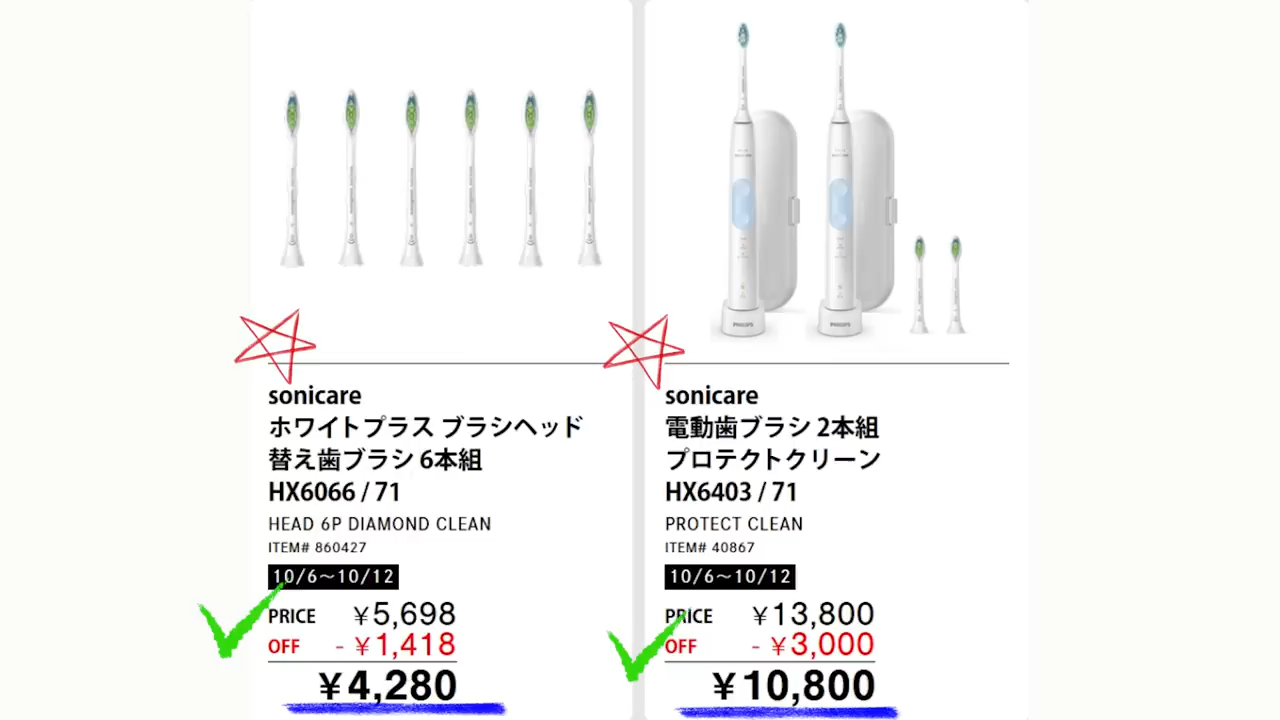 sonicare
ホワイトプラス ブラシヘッド
替え歯ブラシ 6本組
HX6066 / 71
HEAD 6P DIAMOND CLEAN
ITEM# 860427
10/6～10/12
PRICE ￥5,698
OFF - ￥1,418
￥4,280
PHILIPS PHILIPS
sonicare
電動歯ブラシ 2本組
プロテクトクリーン
HX6403 / 71
PROTECT CLEAN
ITEM# 40867
10/6～10/12
PRICE ￥13,800
OFF - ￥3,000
￥10,800